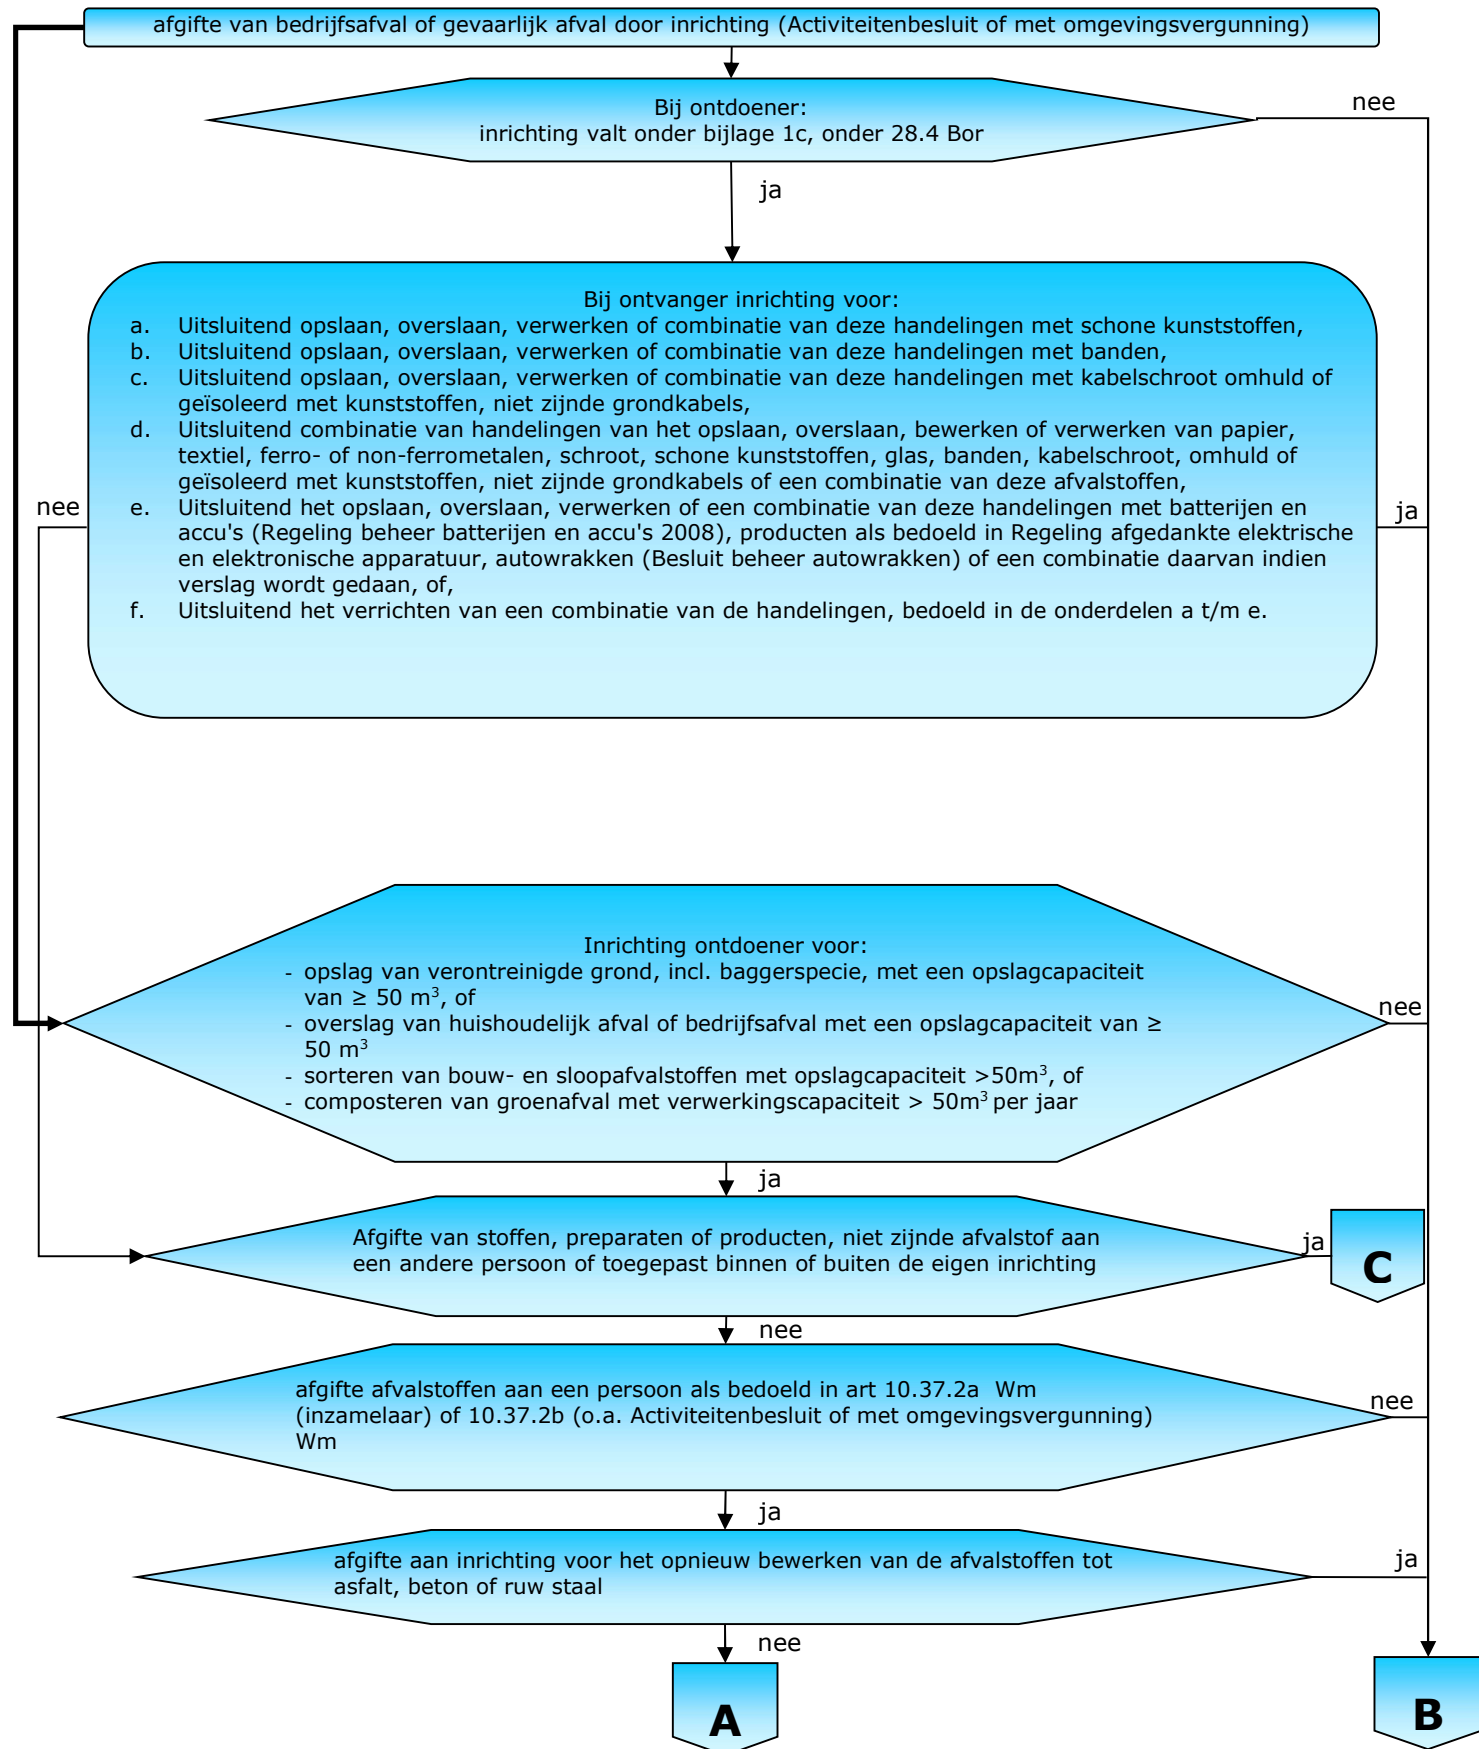 afgifte van bedrijfsafval of gevaarlijk afval door inrichting (Activiteitenbesluit of met omgevingsvergunning)
Bij ontdoener:
inrichting valt onder bijlage 1c, onder 28.4 Bor
nee
ja
Bij ontvanger inrichting voor:
a. Uitsluitend opslaan, overslaan, verwerken of combinatie van deze handelingen met schone kunststoffen,
b. Uitsluitend opslaan, overslaan, verwerken of combinatie van deze handelingen met banden,
c. Uitsluitend opslaan, overslaan, verwerken of combinatie van deze handelingen met kabelschroot omhuld of
geïsoleerd met kunststoffen, niet zijnde grondkabels,
d. Uitsluitend combinatie van handelingen van het opslaan, overslaan, bewerken of verwerken van papier,
textiel, ferro- of non-ferrometalen, schroot, schone kunststoffen, glas, banden, kabelschroot, omhuld of
geïsoleerd met kunststoffen, niet zijnde grondkabels of een combinatie van deze afvalstoffen,
e. Uitsluitend het opslaan, overslaan, verwerken of een combinatie van deze handelingen met batterijen en
accu's (Regeling beheer batterijen en accu's 2008), producten als bedoeld in Regeling afgedankte elektrische
en elektronische apparatuur, autowrakken (Besluit beheer autowrakken) of een combinatie daarvan indien
verslag wordt gedaan, of,
f. Uitsluitend het verrichten van een combinatie van de handelingen, bedoeld in de onderdelen a t/m e.
nee
ja
Inrichting ontdoener voor:
- opslag van verontreinigde grond, incl. baggerspecie, met een opslagcapaciteit
van ≥ 50 m³, of
- overslag van huishoudelijk afval of bedrijfsafval met een opslagcapaciteit van ≥
50 m³
- sorteren van bouw- en sloopafvalstoffen met opslagcapaciteit >50m³, of
- composteren van groenafval met verwerkingscapaciteit > 50m³ per jaar
nee
ja
Afgifte van stoffen, preparaten of producten, niet zijnde afvalstof aan
een andere persoon of toegepast binnen of buiten de eigen inrichting
ja
C
nee
afgifte afvalstoffen aan een persoon als bedoeld in art 10.37.2a Wm
(inzamelaar) of 10.37.2b (o.a. Activiteitenbesluit of met omgevingsvergunning)
Wm
nee
ja
afgifte aan inrichting voor het opnieuw bewerken van de afvalstoffen tot
asfalt, beton of ruw staal
ja
nee
A
B